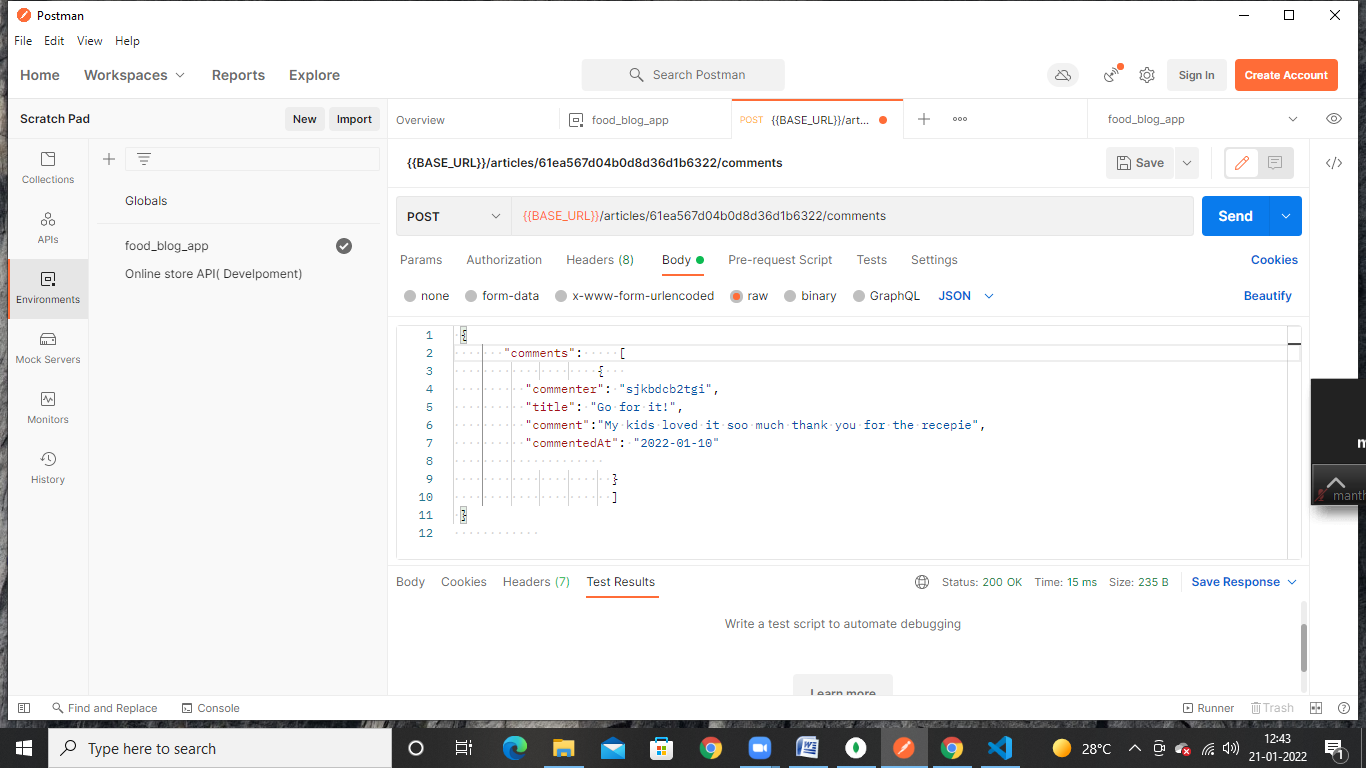 Postman
File Edit View Help
Home Workspaces Reports Explore Search Postman Sign In Create Account
Scratch Pad New Import Overview food_blog_app POST {{BASE_URL}}/art... food_blog_app
{{BASE_URL}}/articles/61ea567d04b0d8d36d1b6322/comments Save
Collections
Globals
POST {{BASE_URL}}/articles/61ea567d04b0d8d36d1b6322/comments Send
APIs
food_blog_app
Params Authorization Headers (8) Body Pre-request Script Tests Settings Cookies
Online store API( Develpoment)
Environments
none form-data x-www-form-urlencoded raw binary GraphQL JSON Beautify
Mock Servers
Monitors
History
1 {
2 "comments": [
3 {
4 "commenter": "sjkbdcb2tgi",
5 "title": "Go for it!",
6 "comment":"My kids loved it soo much thank you for the recepie",
7 "commentedAt": "2022-01-10"
8
9 }
10 ]
11 }
12
m
manth
Body Cookies Headers (7) Test Results Status: 200 OK Time: 15 ms Size: 235 B Save Response
Write a test script to automate debugging
Learn more
Find and Replace Console Runner Trash
Type here to search 28°C 12:43
21-01-2022
1